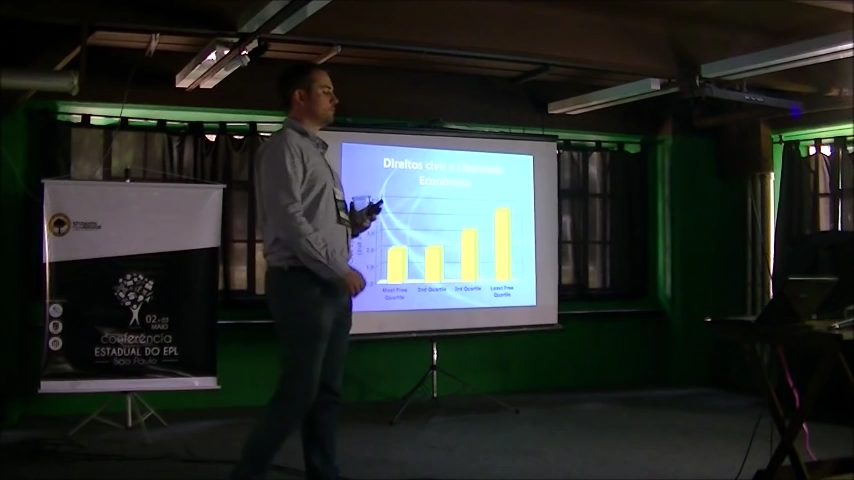 02 e 03
MAIO
conferência
ESTADUAL DO EPL
São Paulo
Direitos civis e Liberdade
Econômica
Most Free
Quartile
2nd Quartile
3rd Quartile
Least Free
Quartile